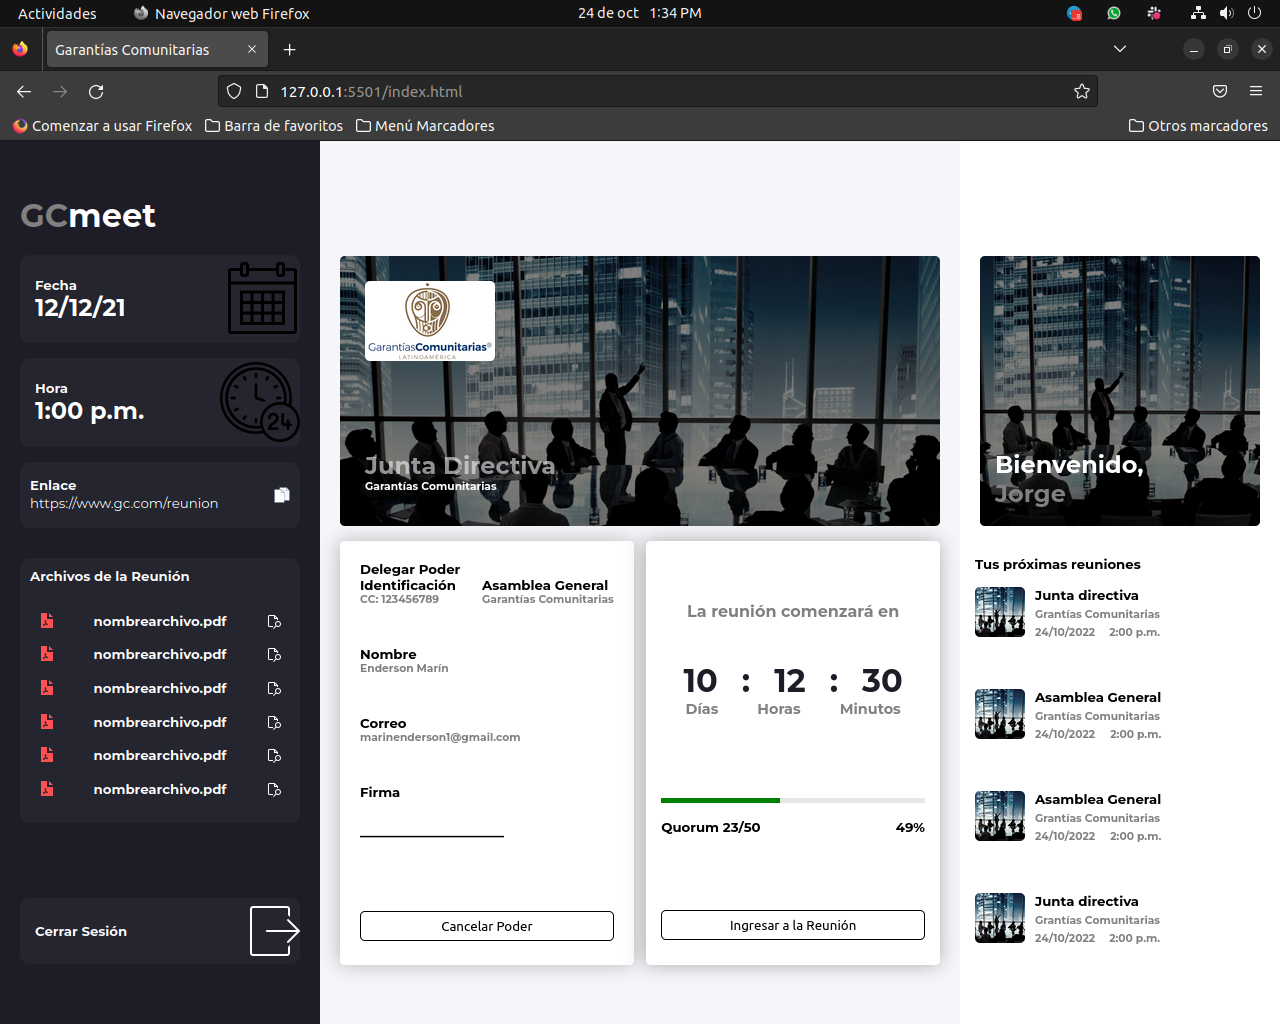 Actividades
Navegador web Firefox
24 de oct 1:34 PM
Garantías Comunitarias
127.0.0.1:5501/index.html
Comenzar a usar Firefox
Barra de favoritos
Menú Marcadores
Otros marcadores
GCmeet
Fecha
12/12/21
Hora
1:00 p.m.
24
Enlace
https://www.gc.com/reunion
Archivos de la Reunión
nombrearchivo.pdf
nombrearchivo.pdf
nombrearchivo.pdf
nombrearchivo.pdf
nombrearchivo.pdf
nombrearchivo.pdf
Cerrar Sesión
GarantíasComunitarias®
LATINOAMÉRICA
Junta Directiva
Garantías Comunitarias
Delegar Poder
Identificación
CC: 123456789
Asamblea General
Garantías Comunitarias
Nombre
Enderson Marín
Correo
marinenderson1@gmail.com
Firma
Cancelar Poder
La reunión comenzará en
10 : 12 : 30
Días Horas Minutos
Quorum 23/50 49%
Ingresar a la Reunión
Bienvenido,
Jorge
Tus próximas reuniones
Junta directiva
Grantías Comunitarias
24/10/2022 2:00 p.m.
Asamblea General
Grantías Comunitarias
24/10/2022 2:00 p.m.
Asamblea General
Grantías Comunitarias
24/10/2022 2:00 p.m.
Junta directiva
Grantías Comunitarias
24/10/2022 2:00 p.m.